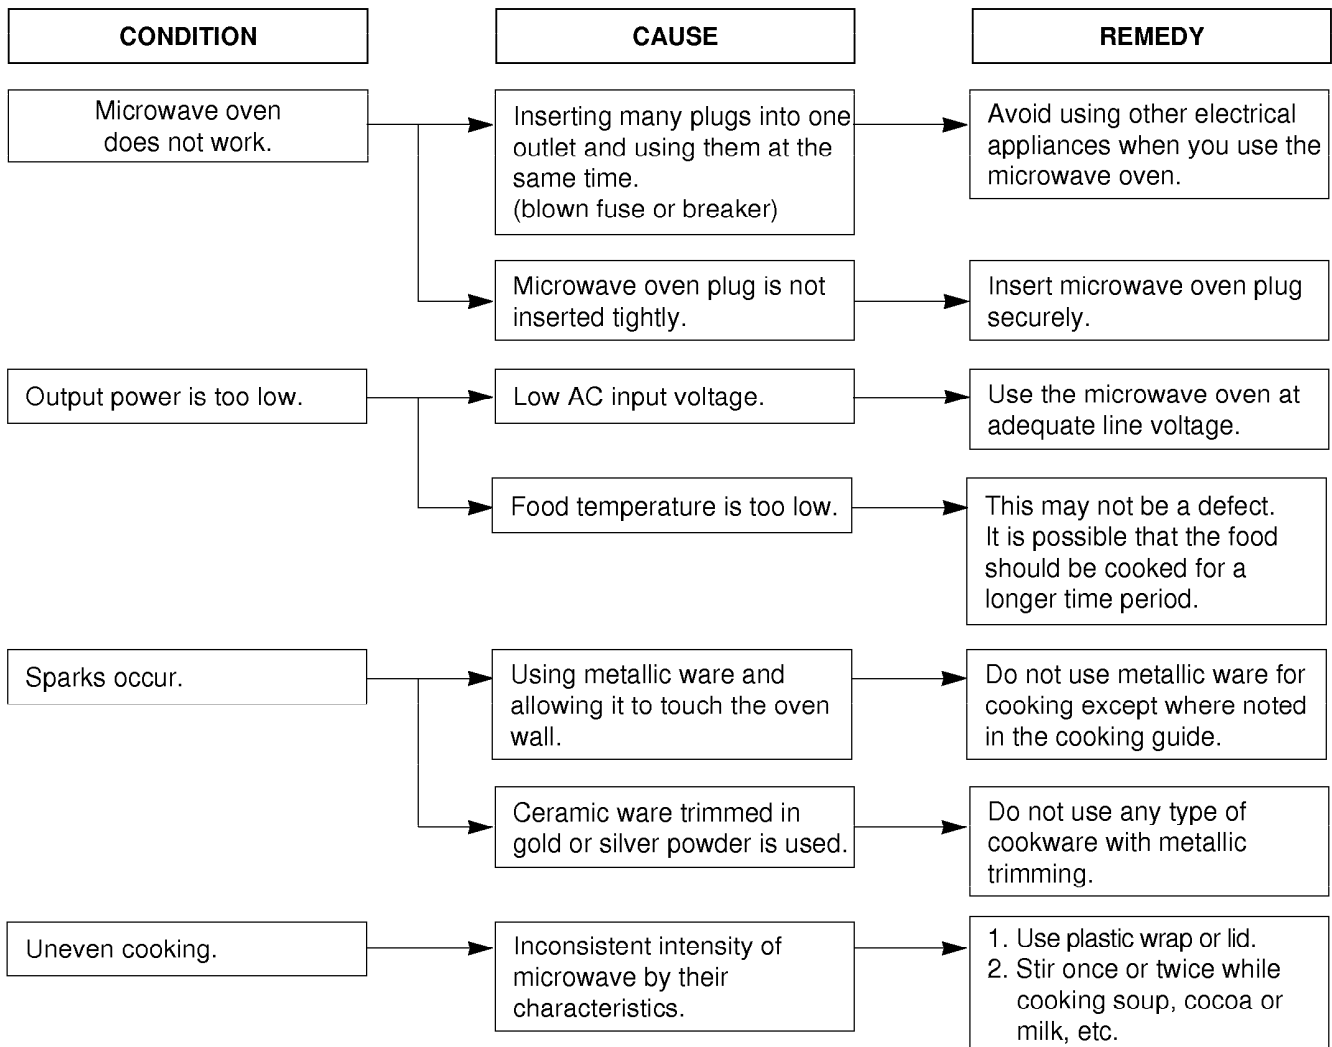 CONDITION
CAUSE
REMEDY
Microwave oven
does not work.
Inserting many plugs into one
outlet and using them at the
same time.
(blown fuse or breaker)
Avoid using other electrical
appliances when you use the
microwave oven.
Microwave oven plug is not
inserted tightly.
Insert microwave oven plug
securely.
Output power is too low.
Low AC input voltage.
Use the microwave oven at
adequate line voltage.
Food temperature is too low.
This may not be a defect.
It is possible that the food
should be cooked for a
longer time period.
Sparks occur.
Using metallic ware and
allowing it to touch the oven
wall.
Do not use metallic ware for
cooking except where noted
in the cooking guide.
Ceramic ware trimmed in
gold or silver powder is used.
Do not use any type of
cookware with metallic
trimming.
Uneven cooking.
Inconsistent intensity of
microwave by their
characteristics.
1. Use plastic wrap or lid.
2. Stir once or twice while
cooking soup, cocoa or
milk, etc.